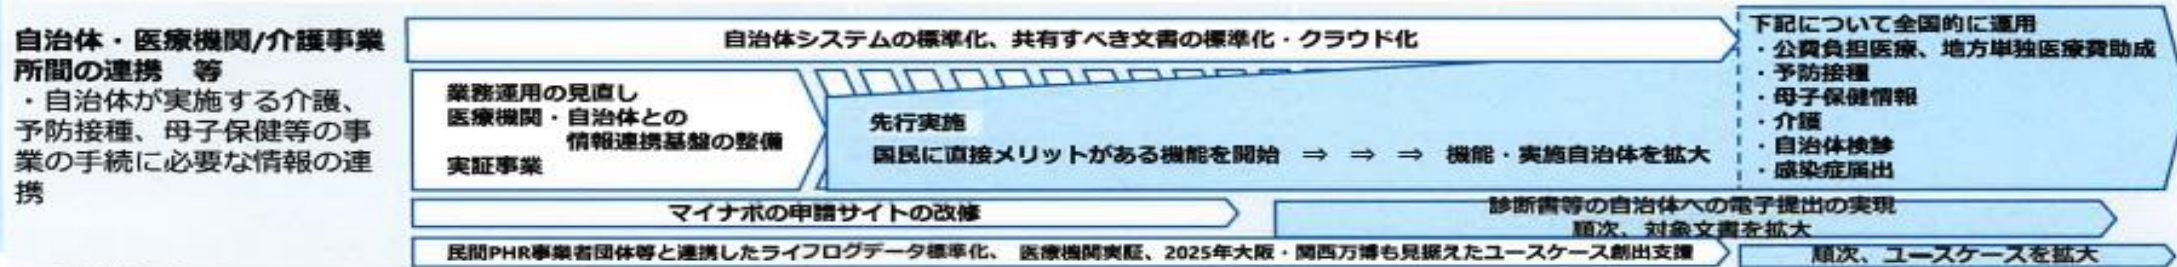 自治体・医療機関/介護事業
所間の連携　等
・自治体が実施する介護、
予防接種、母子保健等の事
業の手続に必要な情報の連
携
自治体システムの標準化、共有すべき文書の標準化・クラウド化
業務運用の見直し
医療機関・自治体との
情報連携基盤の整備
実証事業
先行実施
国民に直接メリットがある機能を開始　⇒　⇒　⇒　機能・実施自治体を拡大
下記について全国的に運用
・公費負担医療、地方単独医療費助成
・予防接種
・母子保健情報
・介護
・自治体検診
・感染症届出
マイナポの申請サイトの改修
診断書等の自治体への電子提出の実現
順次、対象文書を拡大
民間PHR事業者団体等と連携したライフログデータ標準化、医療機関実証、2025年大阪・関西万博も見据えたユースケース創出支援
順次、ユースケースを拡大